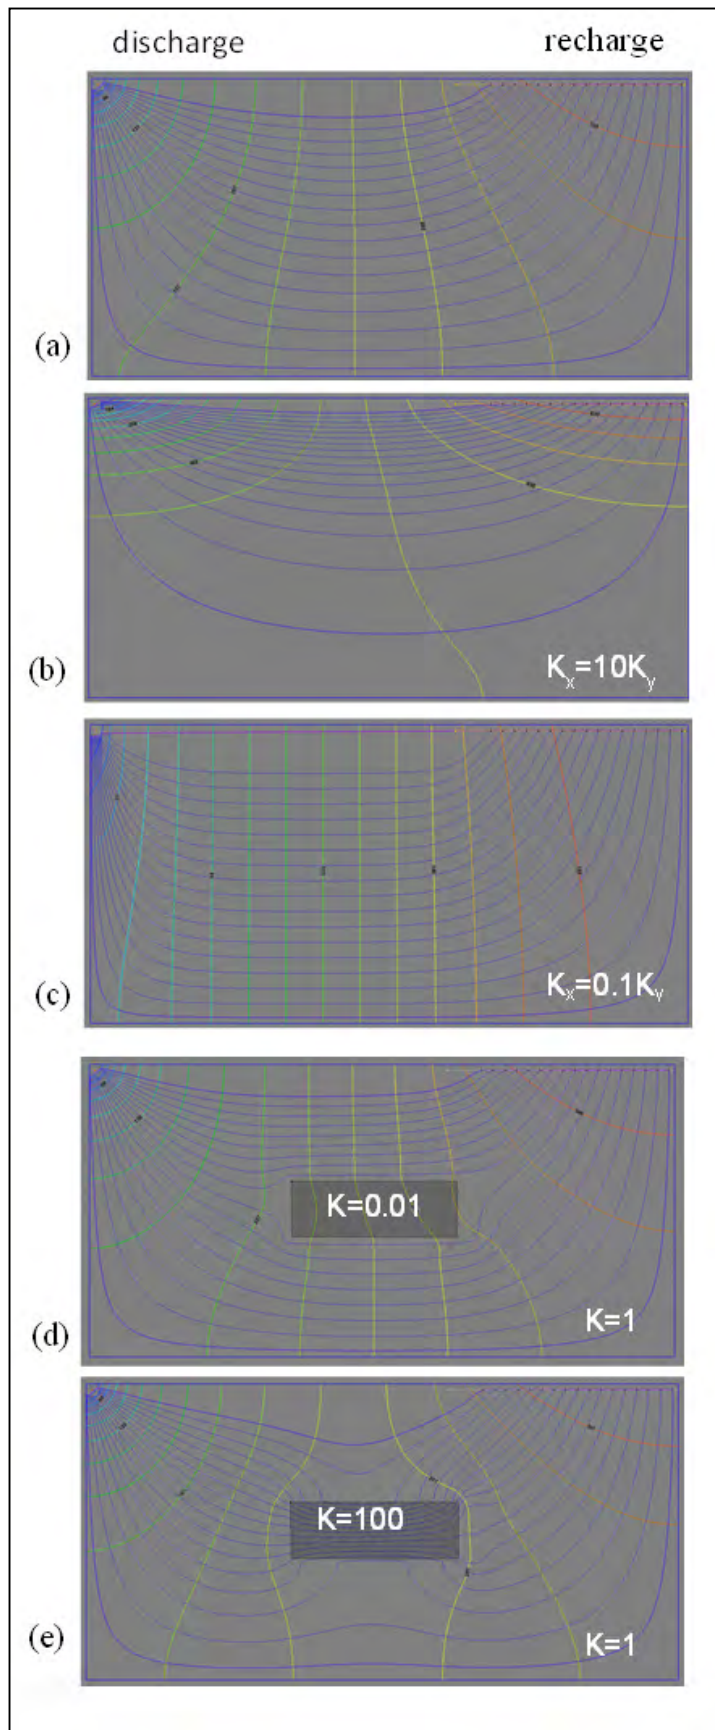 discharge recharge
(a)
(b)
Kx=10Ky
(c)
Kx=0.1Ky
K=0.01
(d)
K=1
K=100
(e)
K=1